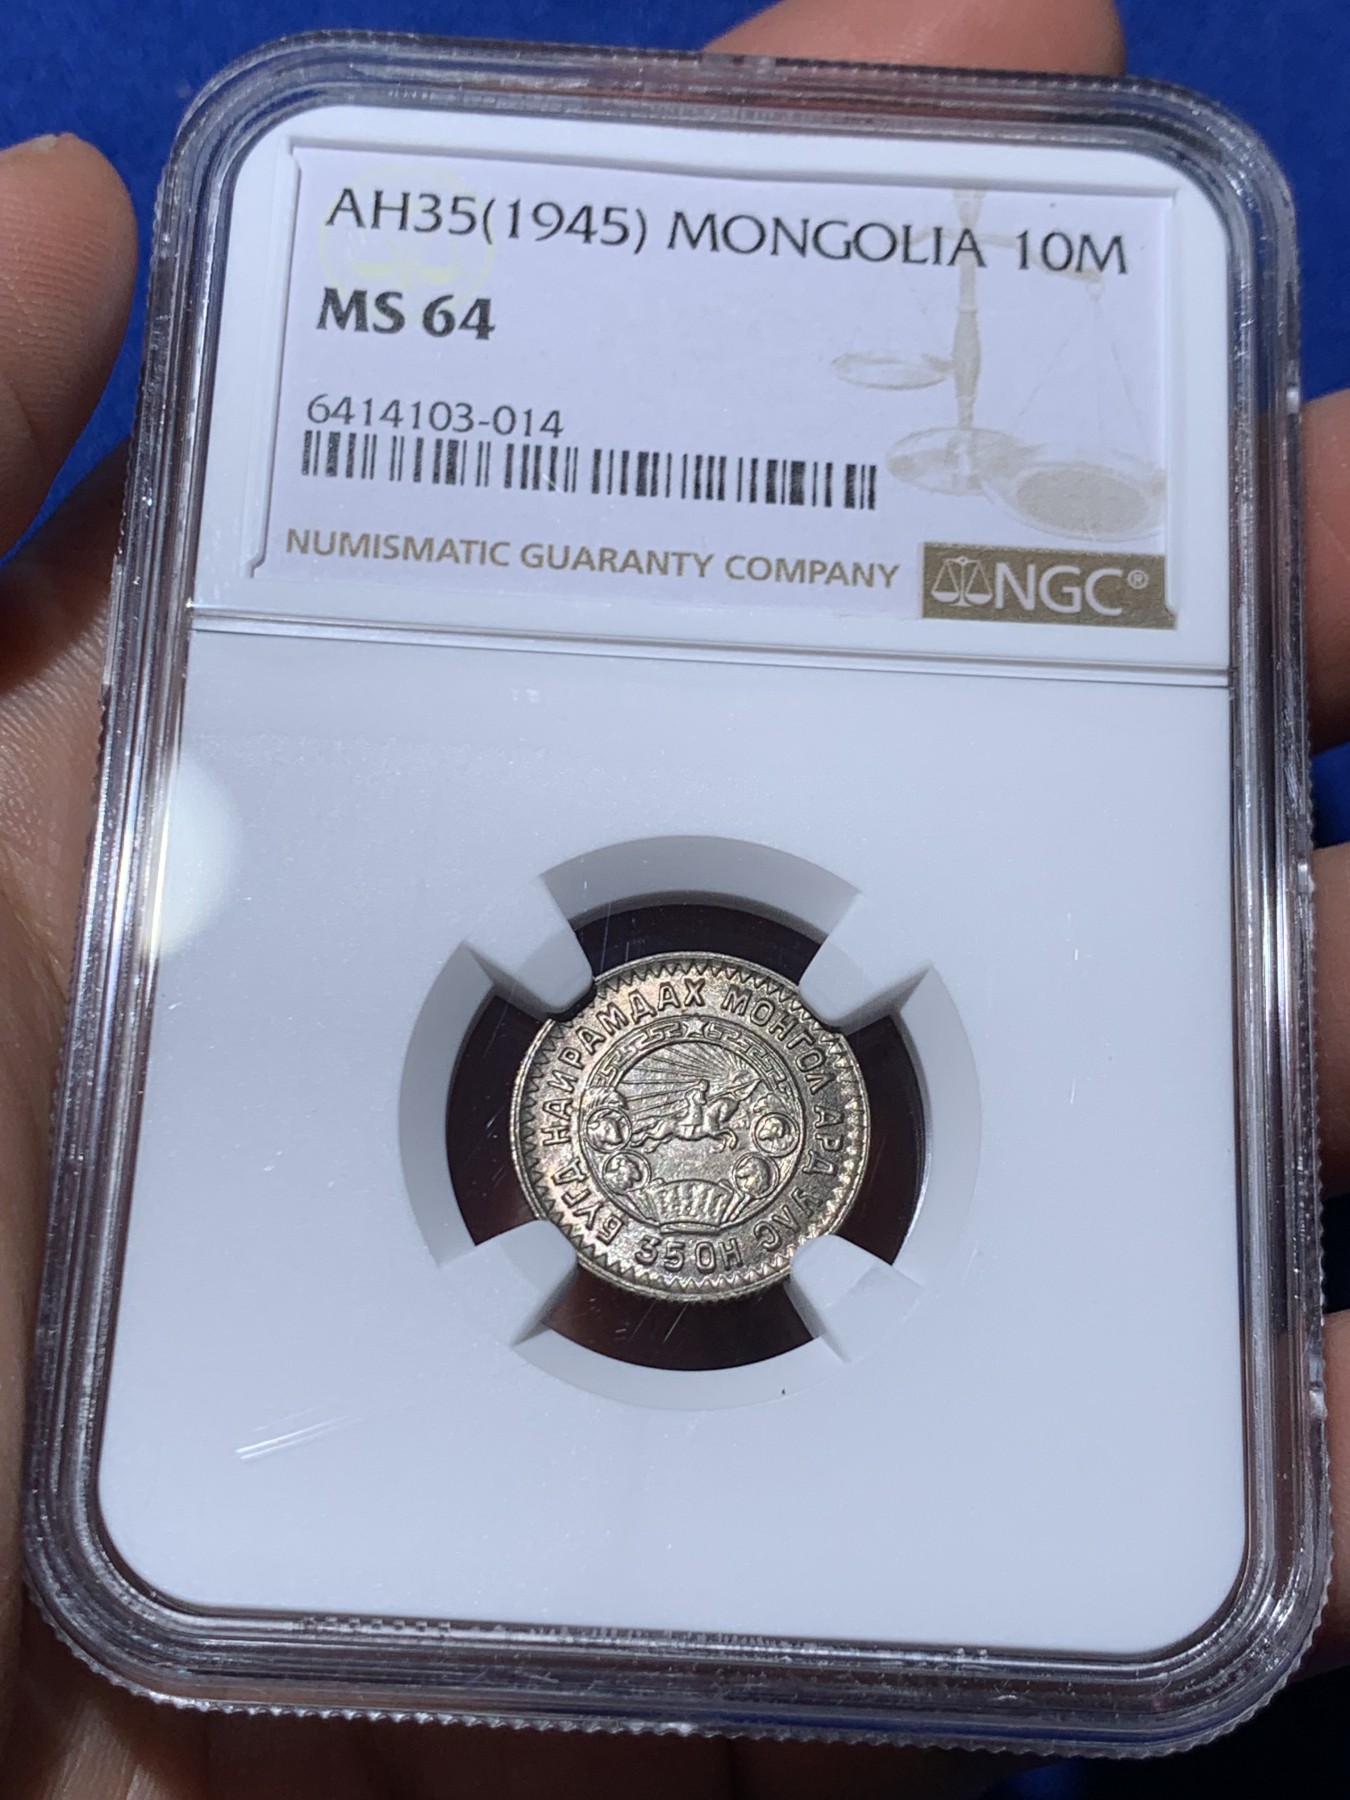 AH35(1945) MONGOLIA 10M
MS 64
6414103-014
NUMISMATIC GUARANTY COMPANY
NGC®
БУГД НАЙРАМДАХ МОНГОЛ АРД УЛС
35 ОН